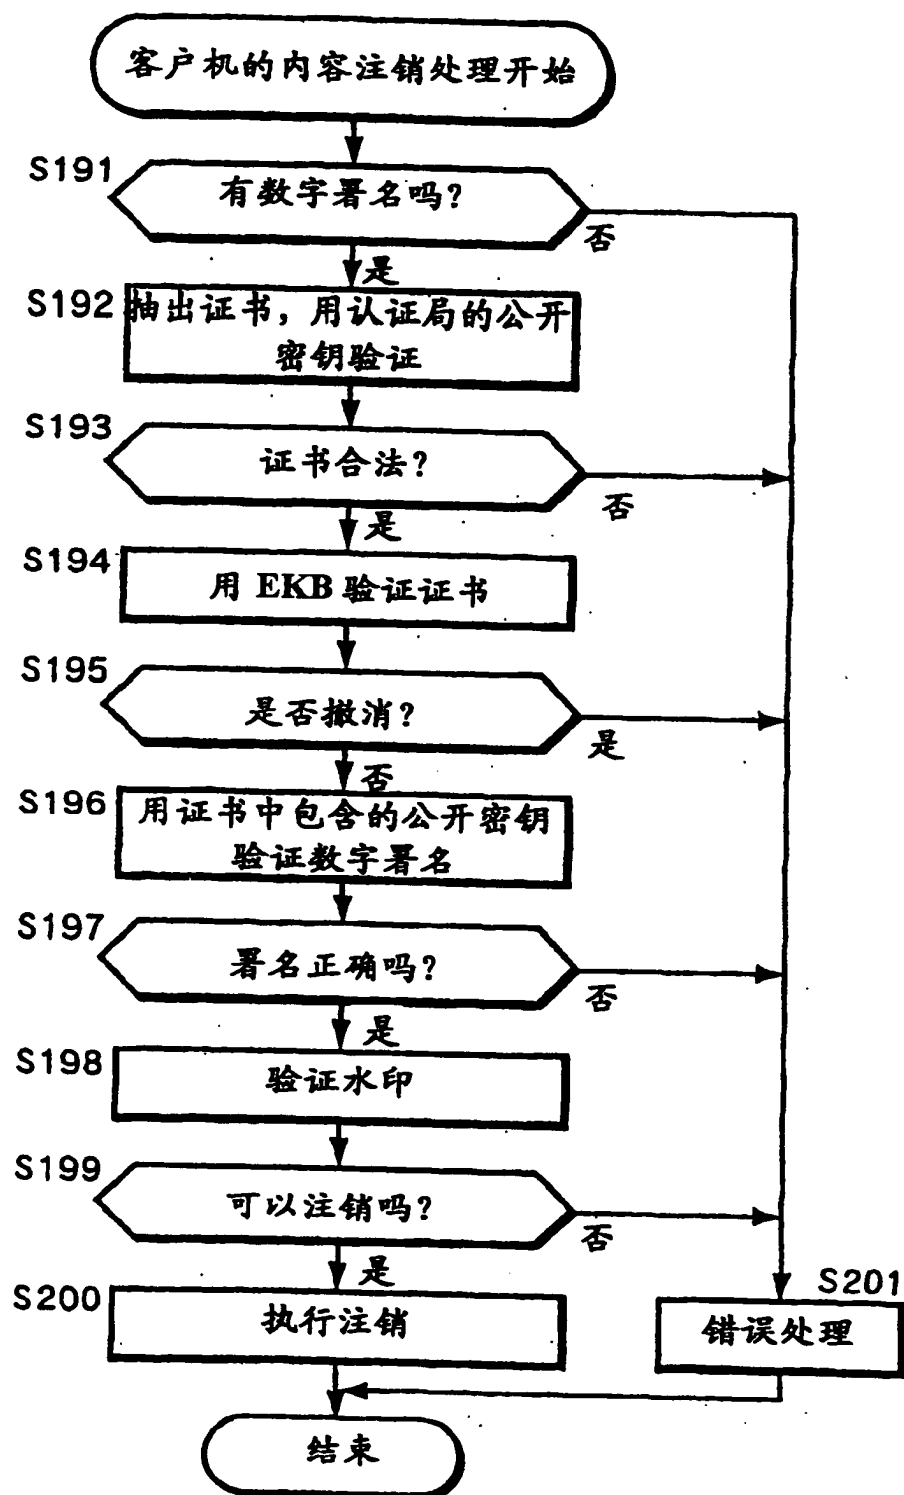 客户机的内容注销处理开始
S191
有数字署名吗?
否
是
S192
抽出证书，用认证局的公开
密钥验证
S193
证书合法?
否
是
S194
用 EKB 验证证书
S195
是否撤消?
是
否
S196
用证书中包含的公开密钥
验证数字署名
S197
署名正确吗?
否
是
S198
验证水印
S199
可以注销吗?
否
是
S200
执行注销
S201
错误处理
结束